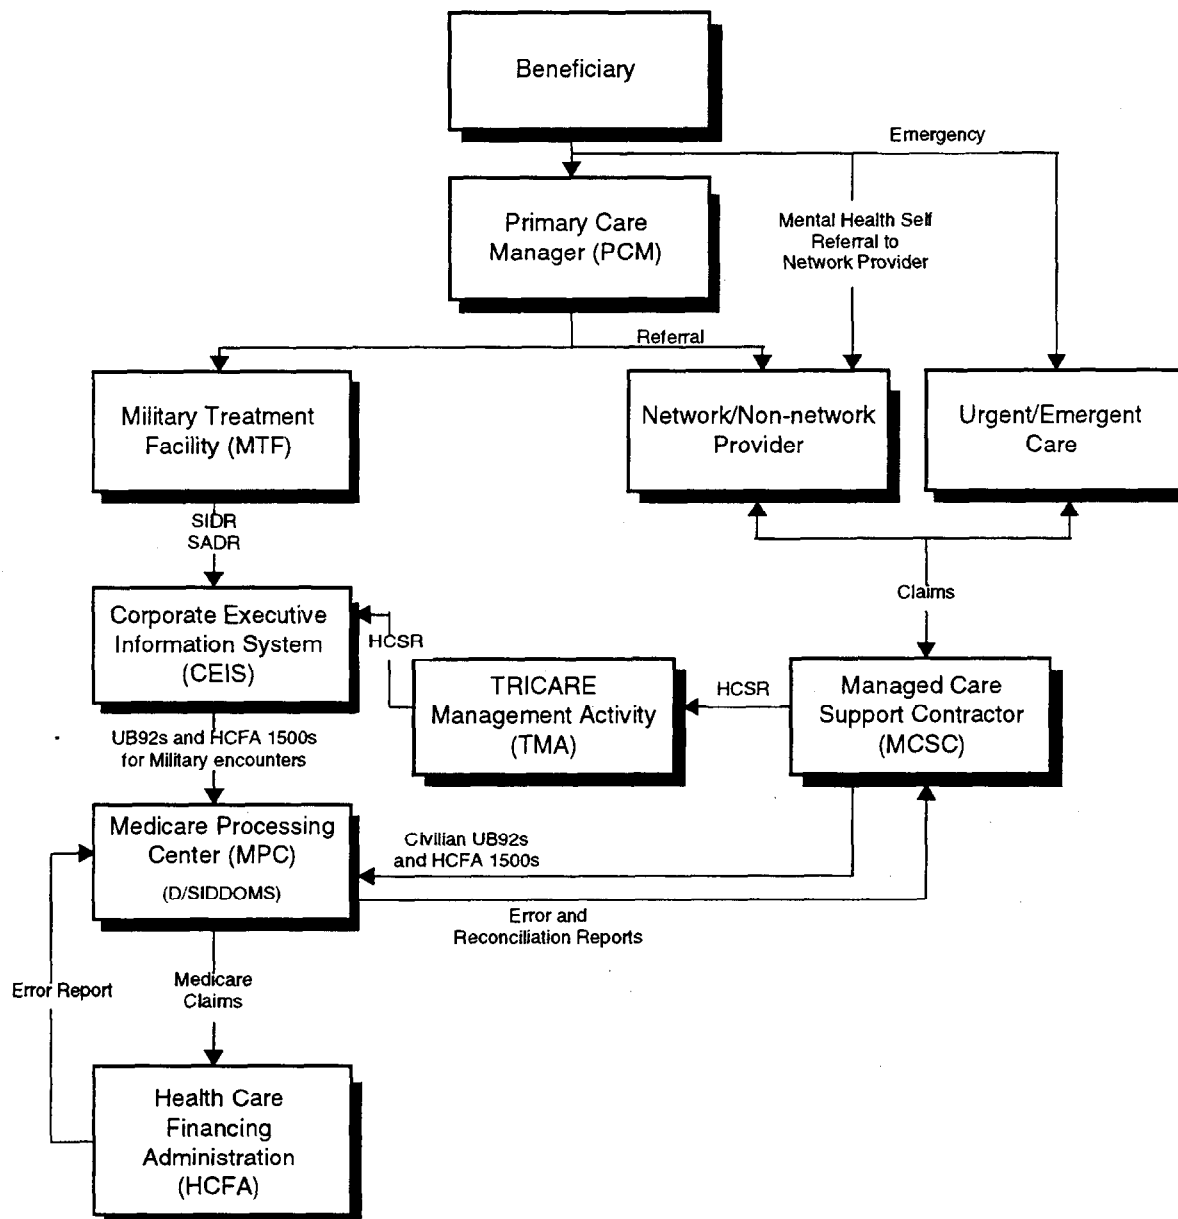 Beneficiary
Emergency
Primary Care
Manager (PCM)
Mental Health Self
Referral to
Network Provider
Referral
Military Treatment
Facility (MTF)
Network/Non-network
Provider
Urgent/Emergent
Care
SIDR
SADR
Claims
Corporate Executive
Information System
(CEIS)
HCSR
TRICARE
Management Activity
(TMA)
HCSR
Managed Care
Support Contractor
(MCSC)
UB92s and HCFA 1500s
for Military encounters
Medicare Processing
Center (MPC)
(D/SIDDOMS)
Civilian UB92s
and HCFA 1500s
Error and
Reconciliation Reports
Error Report
Medicare
Claims
Health Care
Financing
Administration
(HCFA)